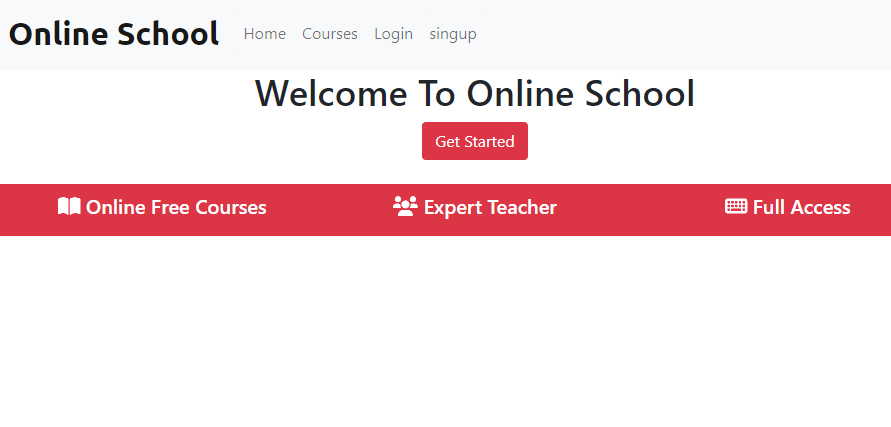 Online School Home Courses Login singup
Welcome To Online School
Get Started
Online Free Courses Expert Teacher Full Access